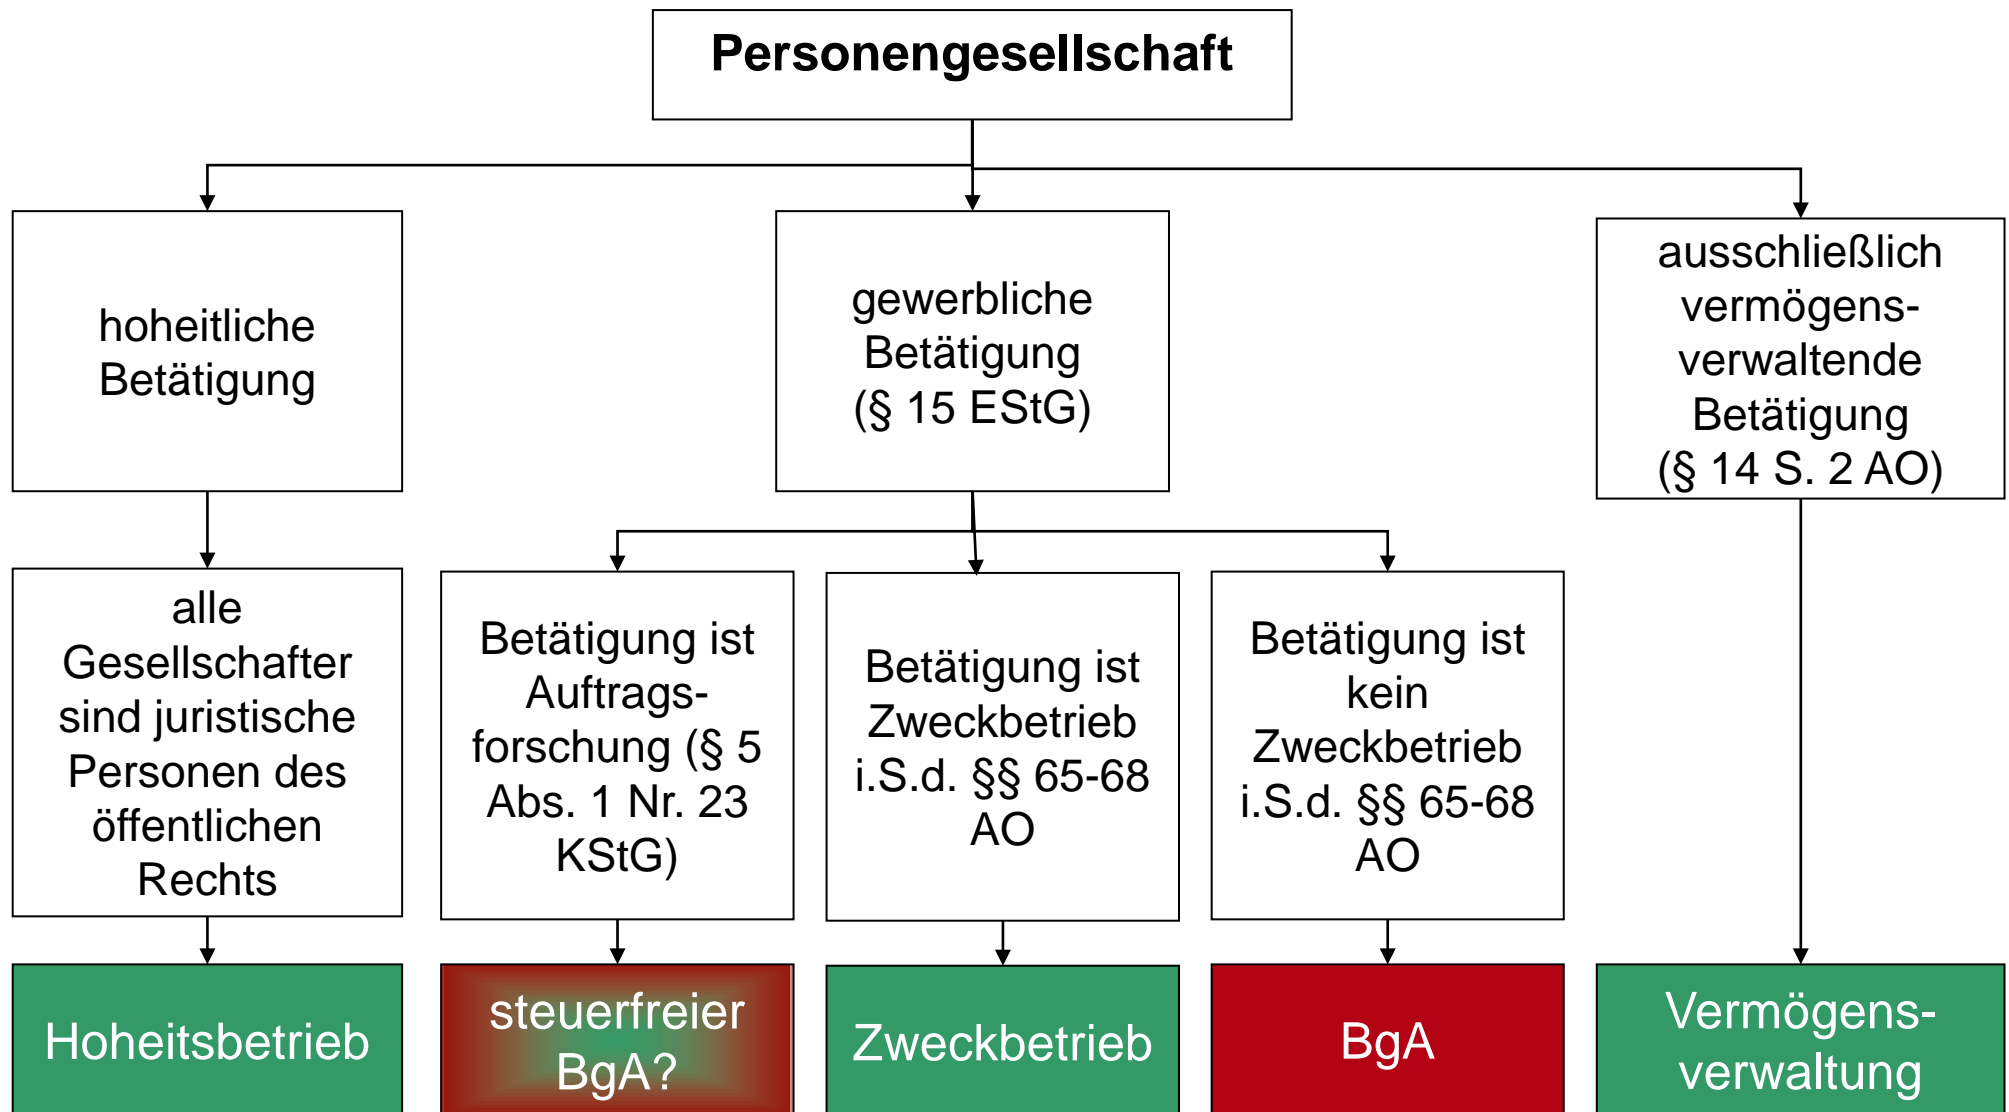 Personengesellschaft
hoheitliche
Betätigung
gewerbliche
Betätigung
(§ 15 EStG)
ausschließlich
vermögens-
verwaltende
Betätigung
(§ 14 S. 2 AO)
alle
Gesellschafter
sind juristische
Personen des
öffentlichen
Rechts
Betätigung ist
Auftrags-
forschung (§ 5
Abs. 1 Nr. 23
KStG)
Betätigung ist
Zweckbetrieb
i.S.d. §§ 65-68
AO
Betätigung ist
kein
Zweckbetrieb
i.S.d. §§ 65-68
AO
Hoheitsbetrieb
steuerfreier
BgA?
Zweckbetrieb
BgA
Vermögens-
verwaltung